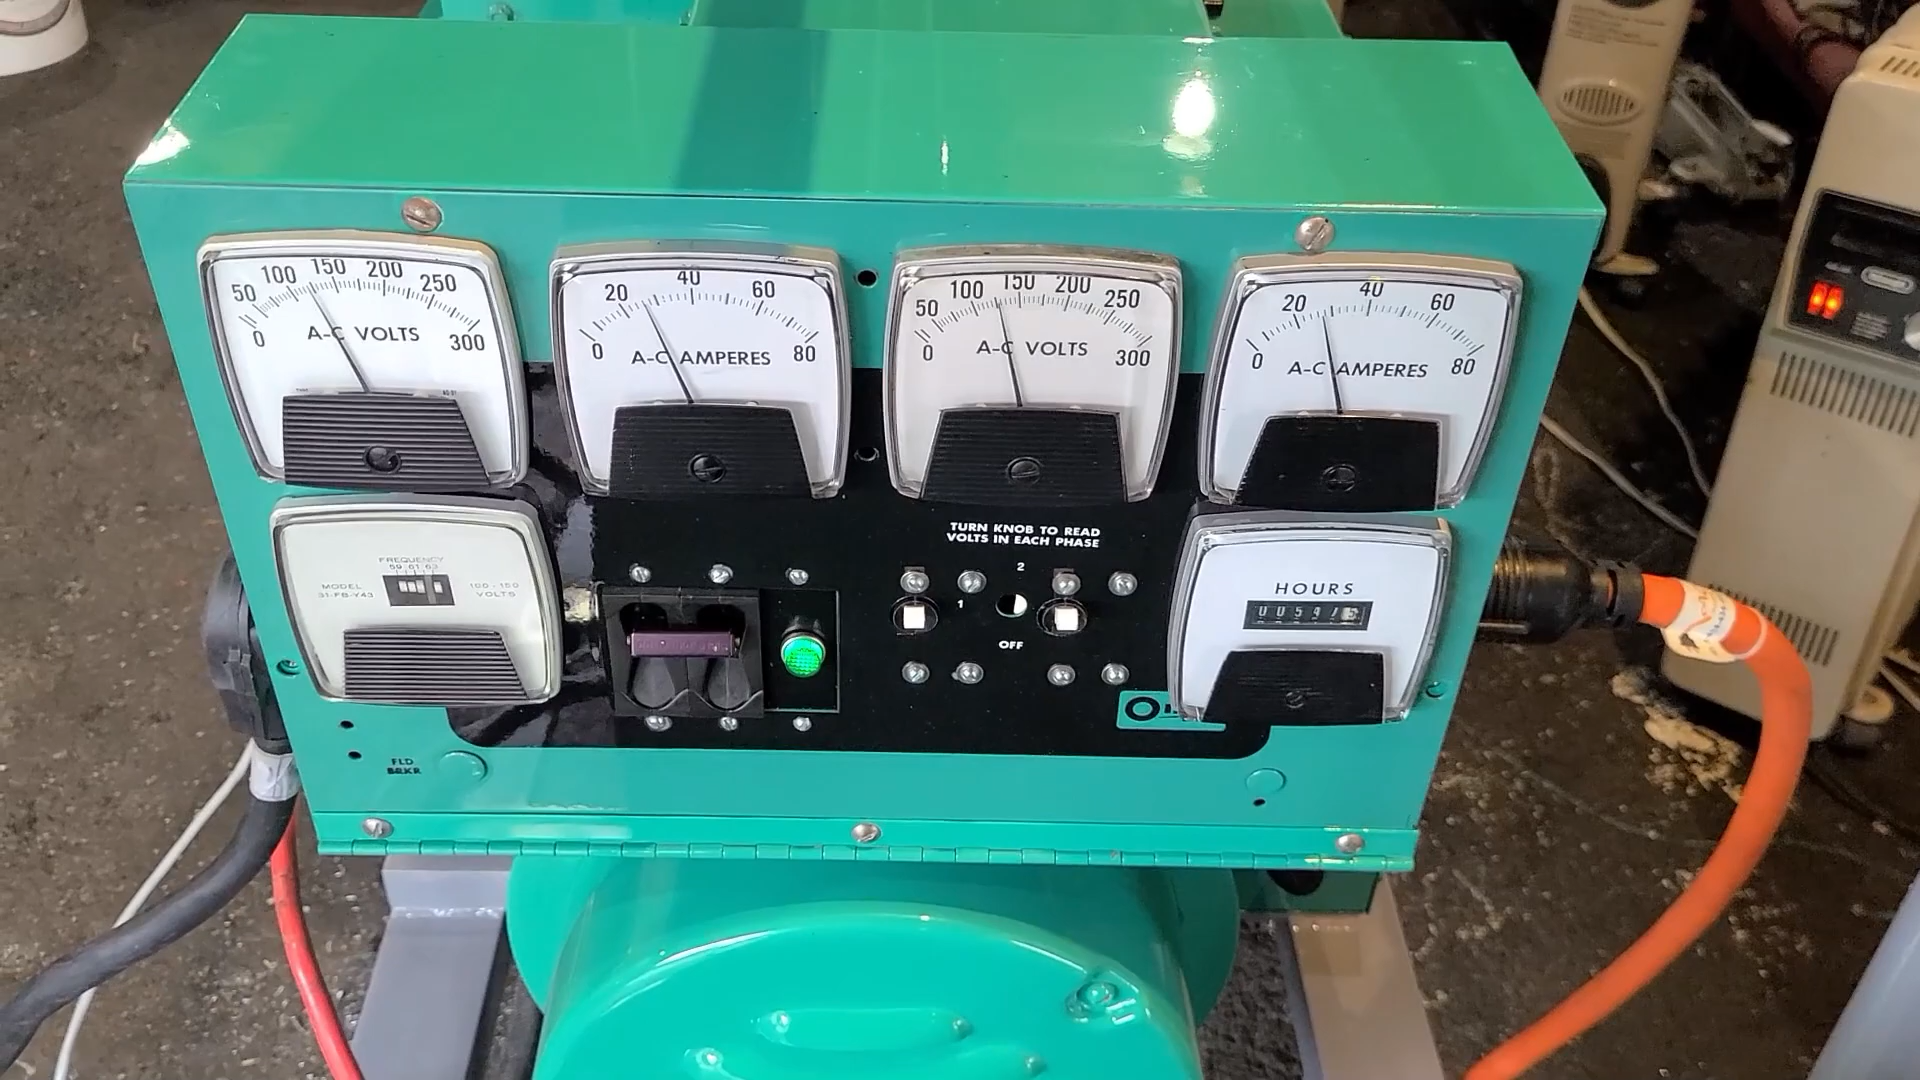 50 100 150 200 250
0 300
A-C VOLTS
20 40 60
0 80
A-C AMPERES
50 100 150 200 250
0 300
A-C VOLTS
20 40 60
0 80
A-C AMPERES
FREQUENCY
59 61 63
MODEL
31-FB-Y43
100-150
VOLTS
TURN KNOB TO READ
VOLTS IN EACH PHASE
2
1
OFF
HOURS
FLD
BRKR